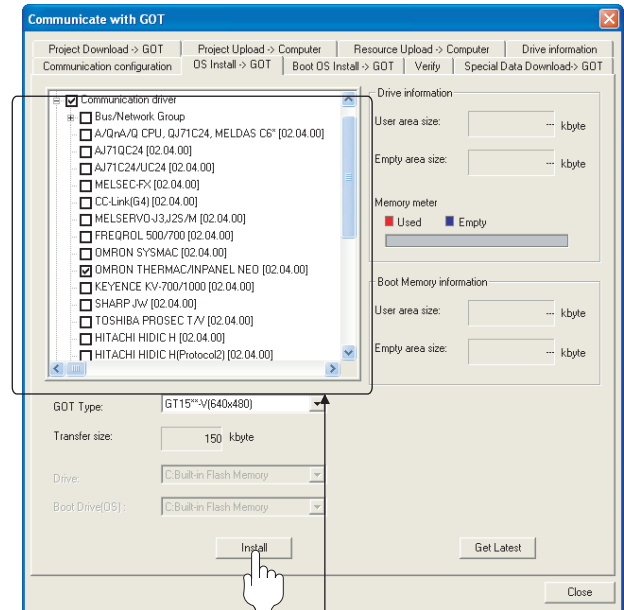 Communicate with GOT
Project Download -> GOT
Project Upload -> Computer
Resource Upload -> Computer
Drive information
Communication configuration
OS Install -> GOT
Boot OS Install -> GOT
Verify
Special Data Download-> GOT
Communication driver
Bus/Network Group
A/QnA/Q CPU, QJ71C24, MELDAS C6* [02.04.00]
AJ71QC24 [02.04.00]
AJ71C24/UC24 [02.04.00]
MELSEC-FX [02.04.00]
CC-Link(G4) [02.04.00]
MELSERVO-J3,J2S/M [02.04.00]
FREQROL 500/700 [02.04.00]
OMRON SYSMAC [02.04.00]
OMRON THERMAC/INPANEL NEO [02.04.00]
KEYENCE KV-700/1000 [02.04.00]
SHARP JW [02.04.00]
TOSHIBA PROSEC T/V [02.04.00]
HITACHI HIDIC H [02.04.00]
HITACHI HIDIC H(Protocol2) [02.04.00]
Drive information
User area size: --- kbyte
Empty area size: --- kbyte
Memory meter
Used Empty
Boot Memory information
User area size: --- kbyte
Empty area size: --- kbyte
GOT Type: GT15**-V(640x480)
Transfer size: 150 kbyte
Drive: C:Built-in Flash Memory
Boot Drive(OS) : C:Built-in Flash Memory
Install
Get Latest
Close